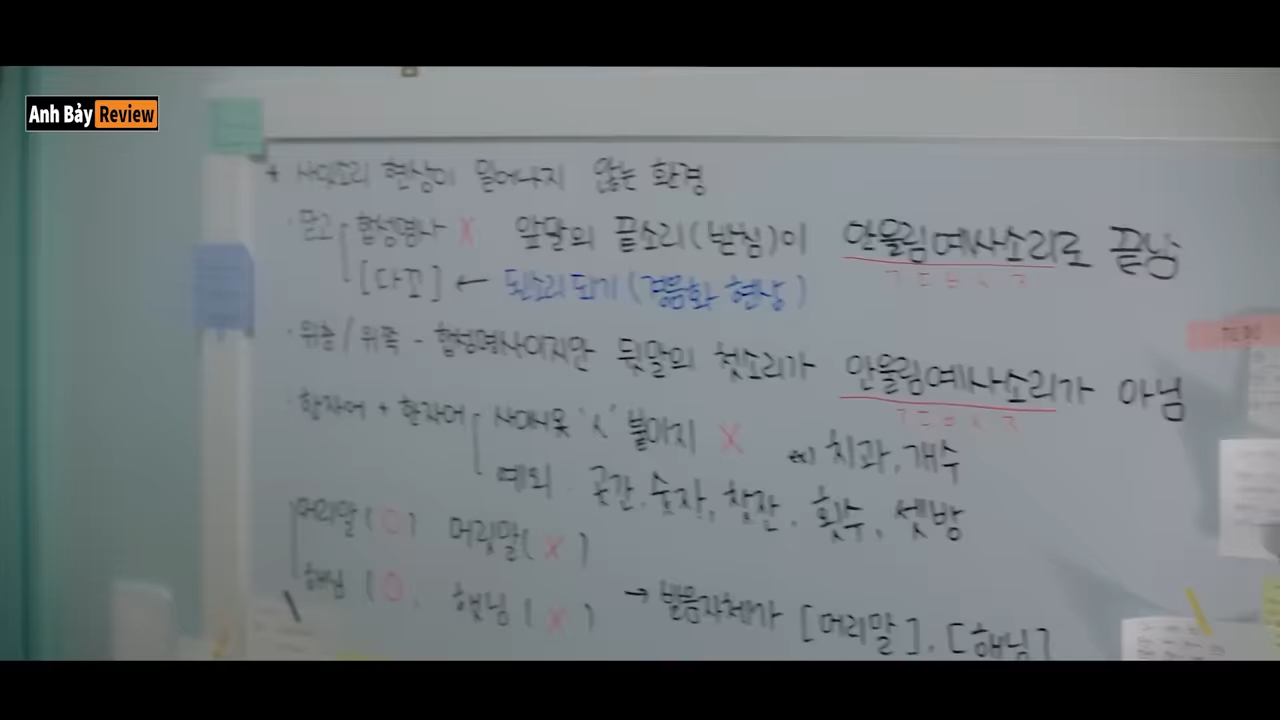 Anh Bảy Review
+ 사잇소리 현상이 일어나지 않는 환경
· 닫고 합성명사 X 앞말의 끝소리(받침)이 안울림예사소리로 끝남
ㄱㄷㅂㅅㅈ
[다꼬] ← 된소리되기 (경음화 현상)
· 위층 / 위쪽 - 합성명사이지만 뒷말의 첫소리가 안울림예사소리가 아님
ㄱㄷㅂㅅㅈ
· 한자어 + 한자어 사이시옷 'ㅅ' 붙이지 X 예) 치과, 개수
예외 · 곳간, 숫자, 찻잔, 횟수, 셋방
머리말 (O) 머릿말 (X)
해님 (O, 햇님 (X) → 발음자체가 [머리말], [해님]